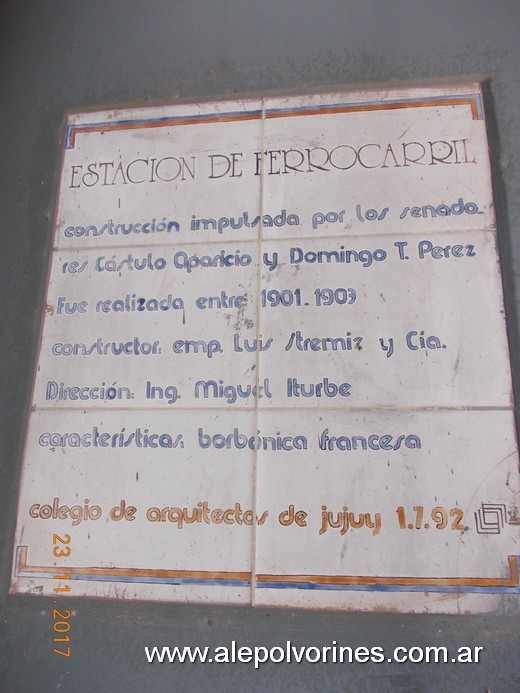 ESTACION DE FERROCARRIL
construcción impulsada por los senado-
res Cástulo Aparicio y Domingo T. Perez
Fue realizada entre 1901-1903
constructor: emp. Luis Stremiz y Cía.
Dirección: Ing. Miguel Iturbe
características: borbónica francesa
colegio de arquitectos de jujuy 1.7.92
23 11 2017
www.alepolvorines.com.ar